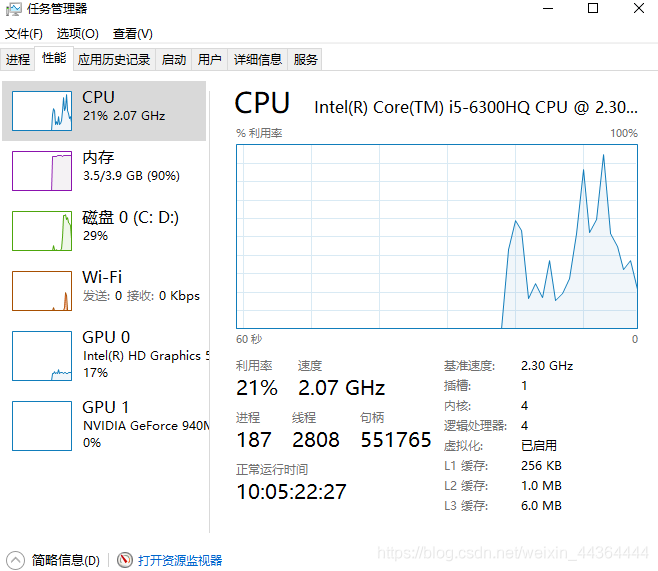 任务管理器
文件(F) 选项(O) 查看(V)
进程 性能 应用历史记录 启动 用户 详细信息 服务
CPU
21% 2.07 GHz
内存
3.5/3.9 GB (90%)
磁盘 0 (C: D:)
29%
Wi-Fi
发送: 0 接收: 0 Kbps
GPU 0
Intel(R) HD Graphics 5
17%
GPU 1
NVIDIA GeForce 940M
0%
CPU Intel(R) Core(TM) i5-6300HQ CPU @ 2.30...
% 利用率 100%
60 秒 0
利用率 速度
21% 2.07 GHz
进程 线程 句柄
187 2808 551765
正常运行时间
10:05:22:27
基准速度: 2.30 GHz
插槽: 1
内核: 4
逻辑处理器: 4
虚拟化: 已启用
L1 缓存: 256 KB
L2 缓存: 1.0 MB
L3 缓存: 6.0 MB
简略信息(D) 打开资源监视器
https://blog.csdn.net/weixin_44364444